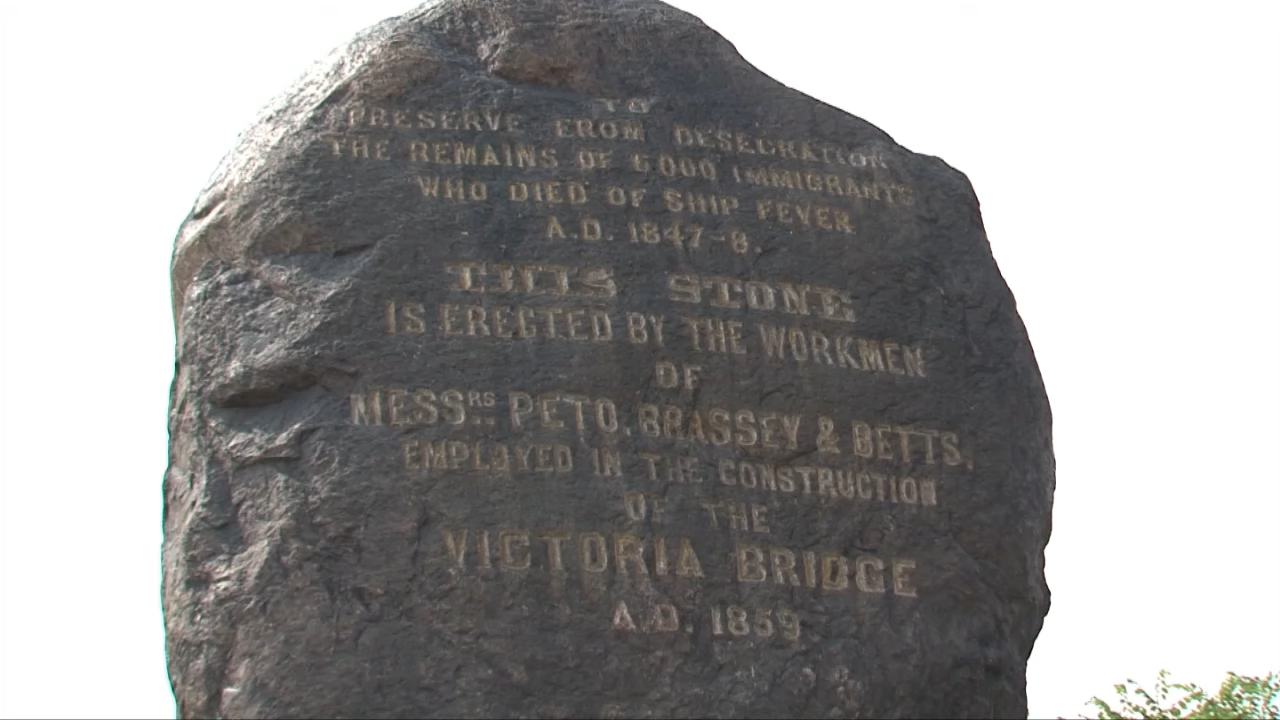 TO
PRESERVE FROM DESECRATION
THE REMAINS OF 6000 IMMIGRANTS
WHO DIED OF SHIP FEVER
A.D. 1847-8.
THIS STONE
IS ERECTED BY THE WORKMEN
OF
MESSRS. PETO, BRASSEY & BETTS,
EMPLOYED IN THE CONSTRUCTION
OF THE
VICTORIA BRIDGE
A.D. 1859